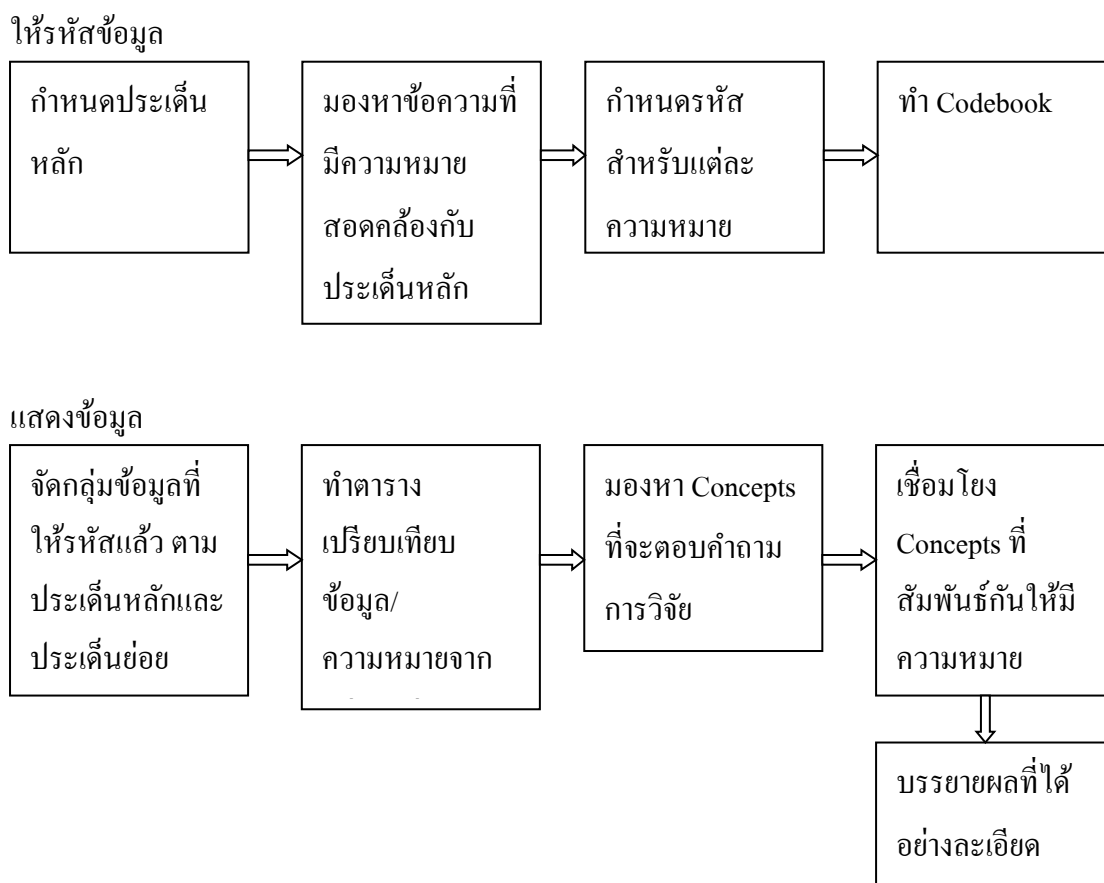 ให้รหัสข้อมูล
กำหนดประเด็น
หลัก
มองหาข้อความที่
มีความหมาย
สอดคล้องกับ
ประเด็นหลัก
กำหนดรหัส
สำหรับแต่ละ
ความหมาย
ทำ Codebook
แสดงข้อมูล
จัดกลุ่มข้อมูลที่
ให้รหัสแล้ว ตาม
ประเด็นหลักและ
ประเด็นย่อย
ทำตาราง
เปรียบเทียบ
ข้อมูล/
ความหมายจาก
มองหา Concepts
ที่จะตอบคำถาม
การวิจัย
เชื่อมโยง
Concepts ที่
สัมพันธ์กันให้มี
ความหมาย
บรรยายผลที่ได้
อย่างละเอียด